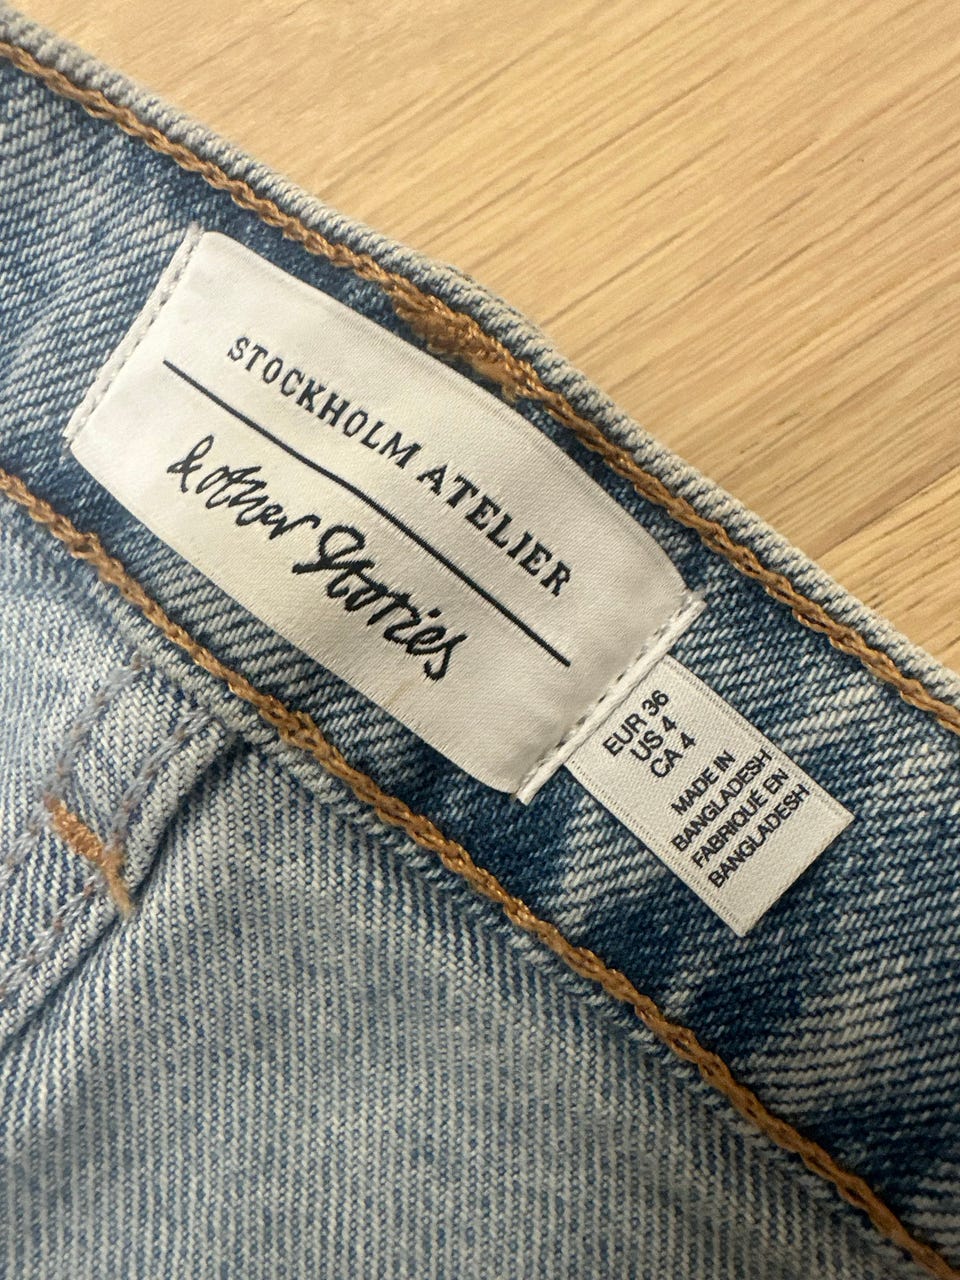 STOCKHOLM ATELIER
& other Stories
EUR 36
US 4
CA 4
MADE IN
BANGLADESH
FABRIQUÉ EN
BANGLADESH